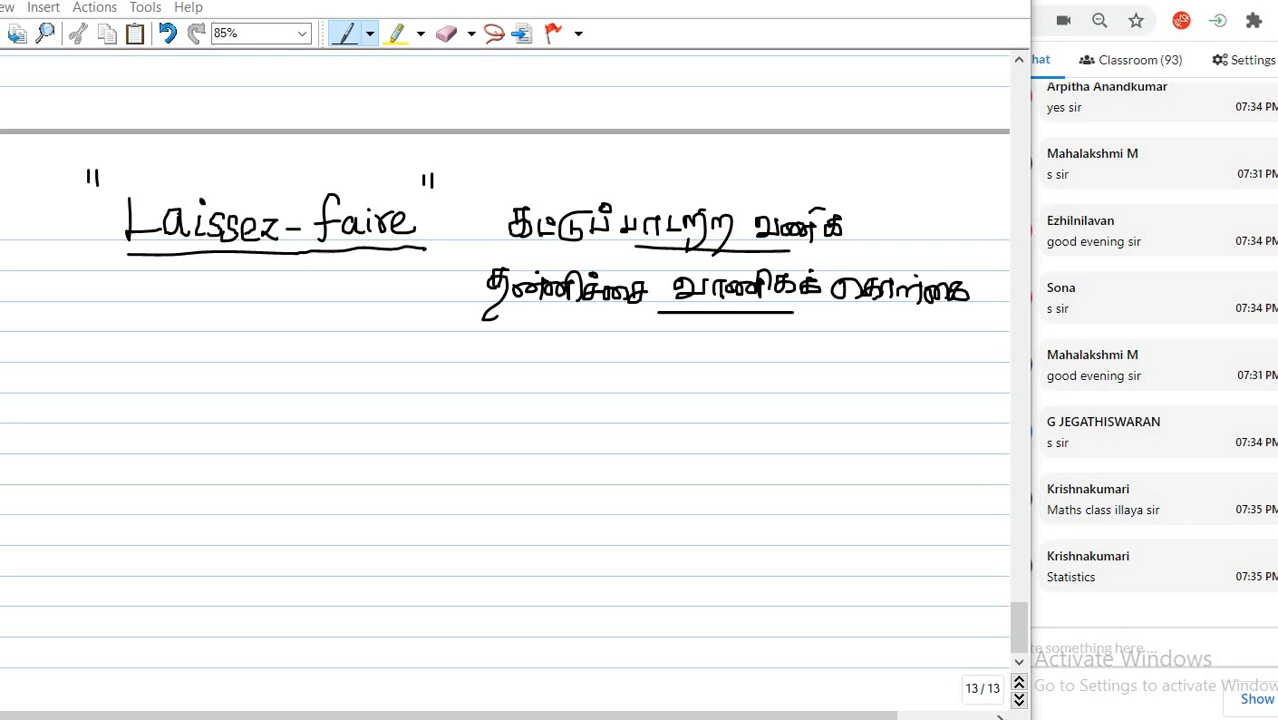 ew Insert Actions Tools Help
85%
"Laissez-faire" கட்டுப்பாடற்ற வணிக
தன்னிச்சை வாணிகக் கொள்கை
13 / 13
hat Classroom (93) Settings
Arpitha Anandkumar
yes sir 07:34 PM
Mahalakshmi M
s sir 07:31 PM
Ezhilnilavan
good evening sir 07:34 PM
Sona
s sir 07:34 PM
Mahalakshmi M
good evening sir 07:31 PM
G JEGATHISWARAN
s sir 07:34 PM
Krishnakumari
Maths class illaya sir 07:35 PM
Krishnakumari
Statistics 07:35 PM
te something here....
Activate Windows
Go to Settings to activate Window
Show